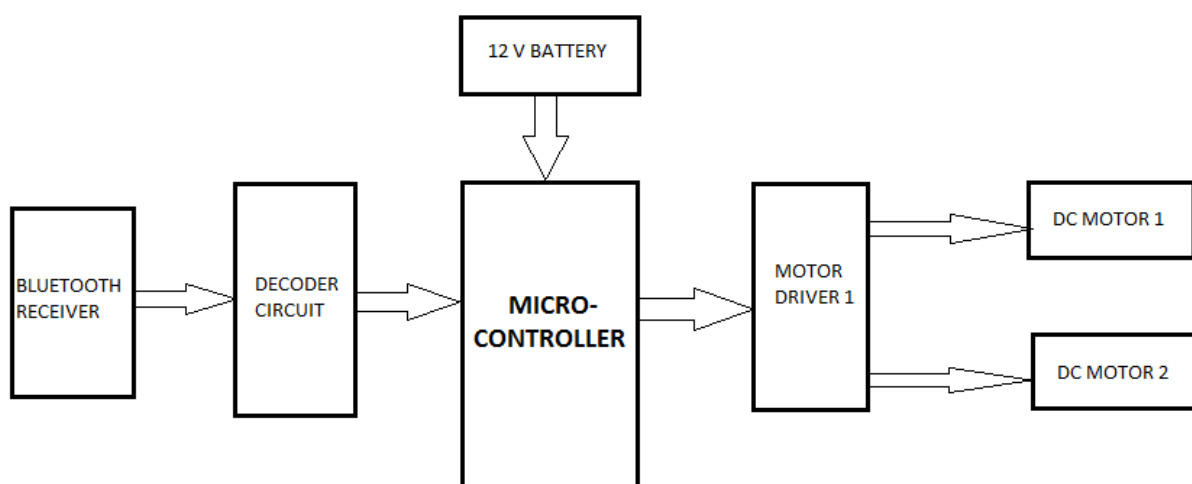 12 V BATTERY
BLUETOOTH
RECEIVER
DECODER
CIRCUIT
MICRO-
CONTROLLER
MOTOR
DRIVER 1
DC MOTOR 1
DC MOTOR 2